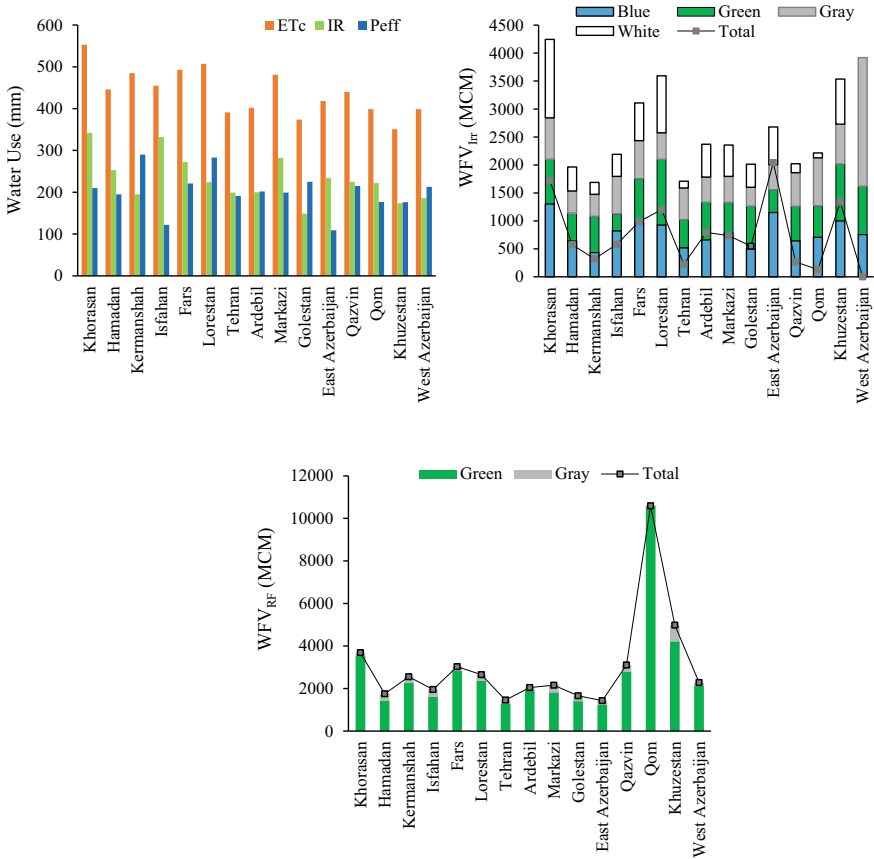 ETc IR Peff
Water Use (mm)
600
500
400
300
200
100
0
Khorasan
Hamadan
Kermanshah
Isfahan
Fars
Lorestan
Tehran
Ardebil
Markazi
Golestan
East Azerbaijan
Qazvin
Qom
Khuzestan
West Azerbaijan
Blue Green Gray
White Total
WFVIrr (MCM)
4500
4000
3500
3000
2500
2000
1500
1000
500
0
Khorasan
Hamadan
Kermanshah
Isfahan
Fars
Lorestan
Tehran
Ardebil
Markazi
Golestan
East Azerbaijan
Qazvin
Qom
Khuzestan
West Azerbaijan
Green Gray Total
WFVRF (MCM)
12000
10000
8000
6000
4000
2000
0
Khorasan
Hamadan
Kermanshah
Isfahan
Fars
Lorestan
Tehran
Ardebil
Markazi
Golestan
East Azerbaijan
Qazvin
Qom
Khuzestan
West Azerbaijan